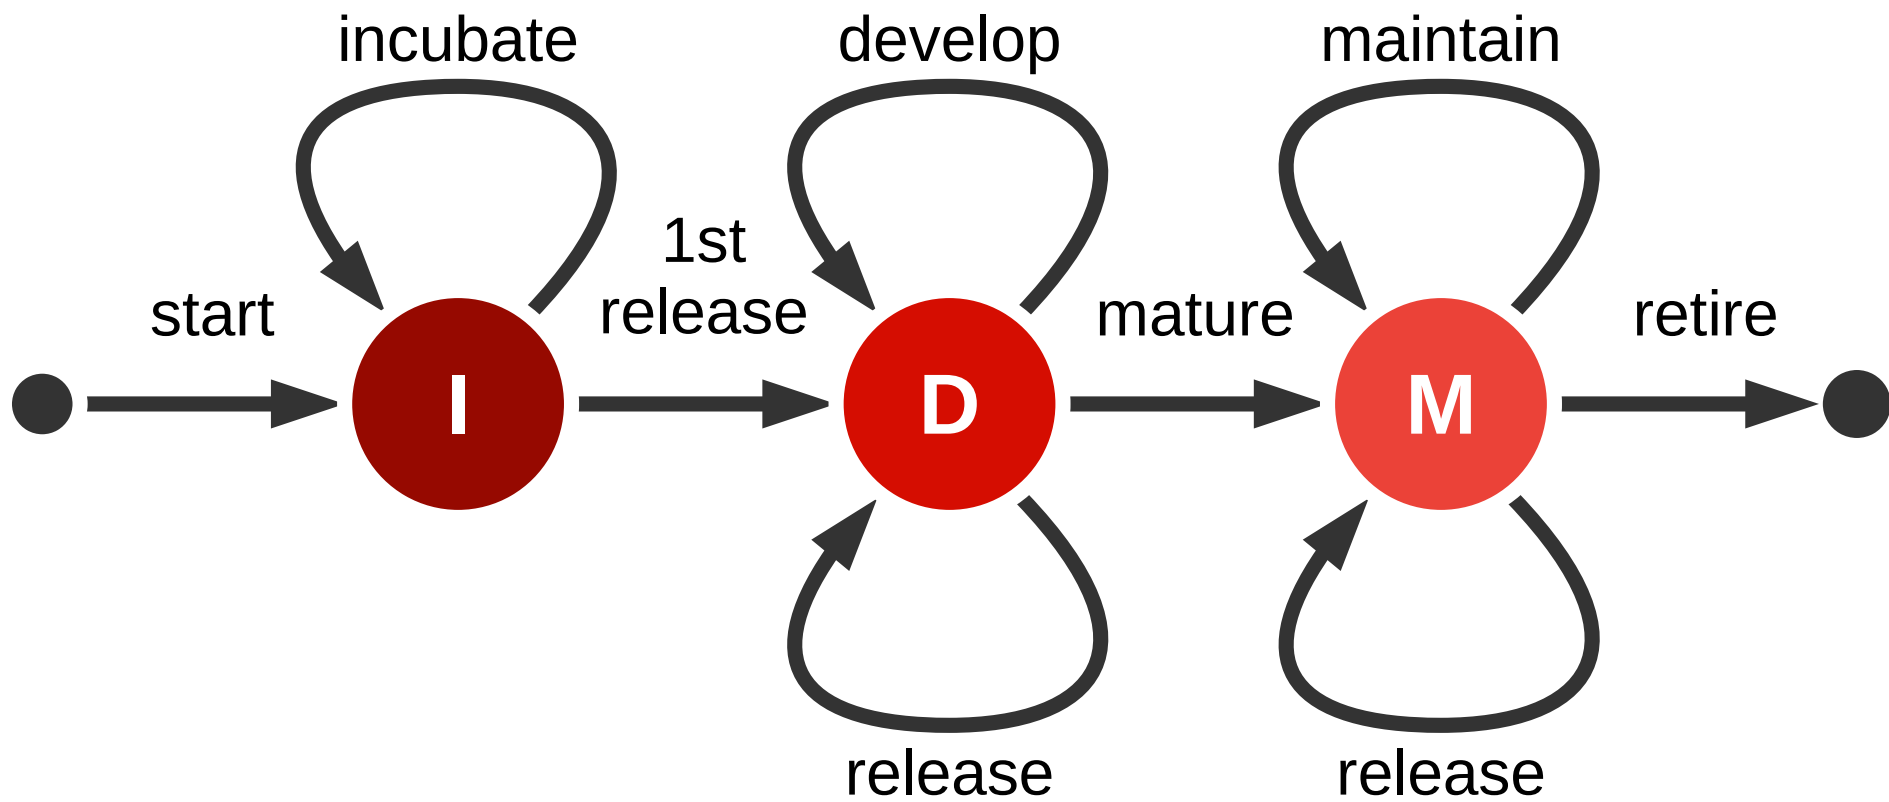 incubate
develop
maintain
1st
release
start
mature
retire
I
D
M
release
release